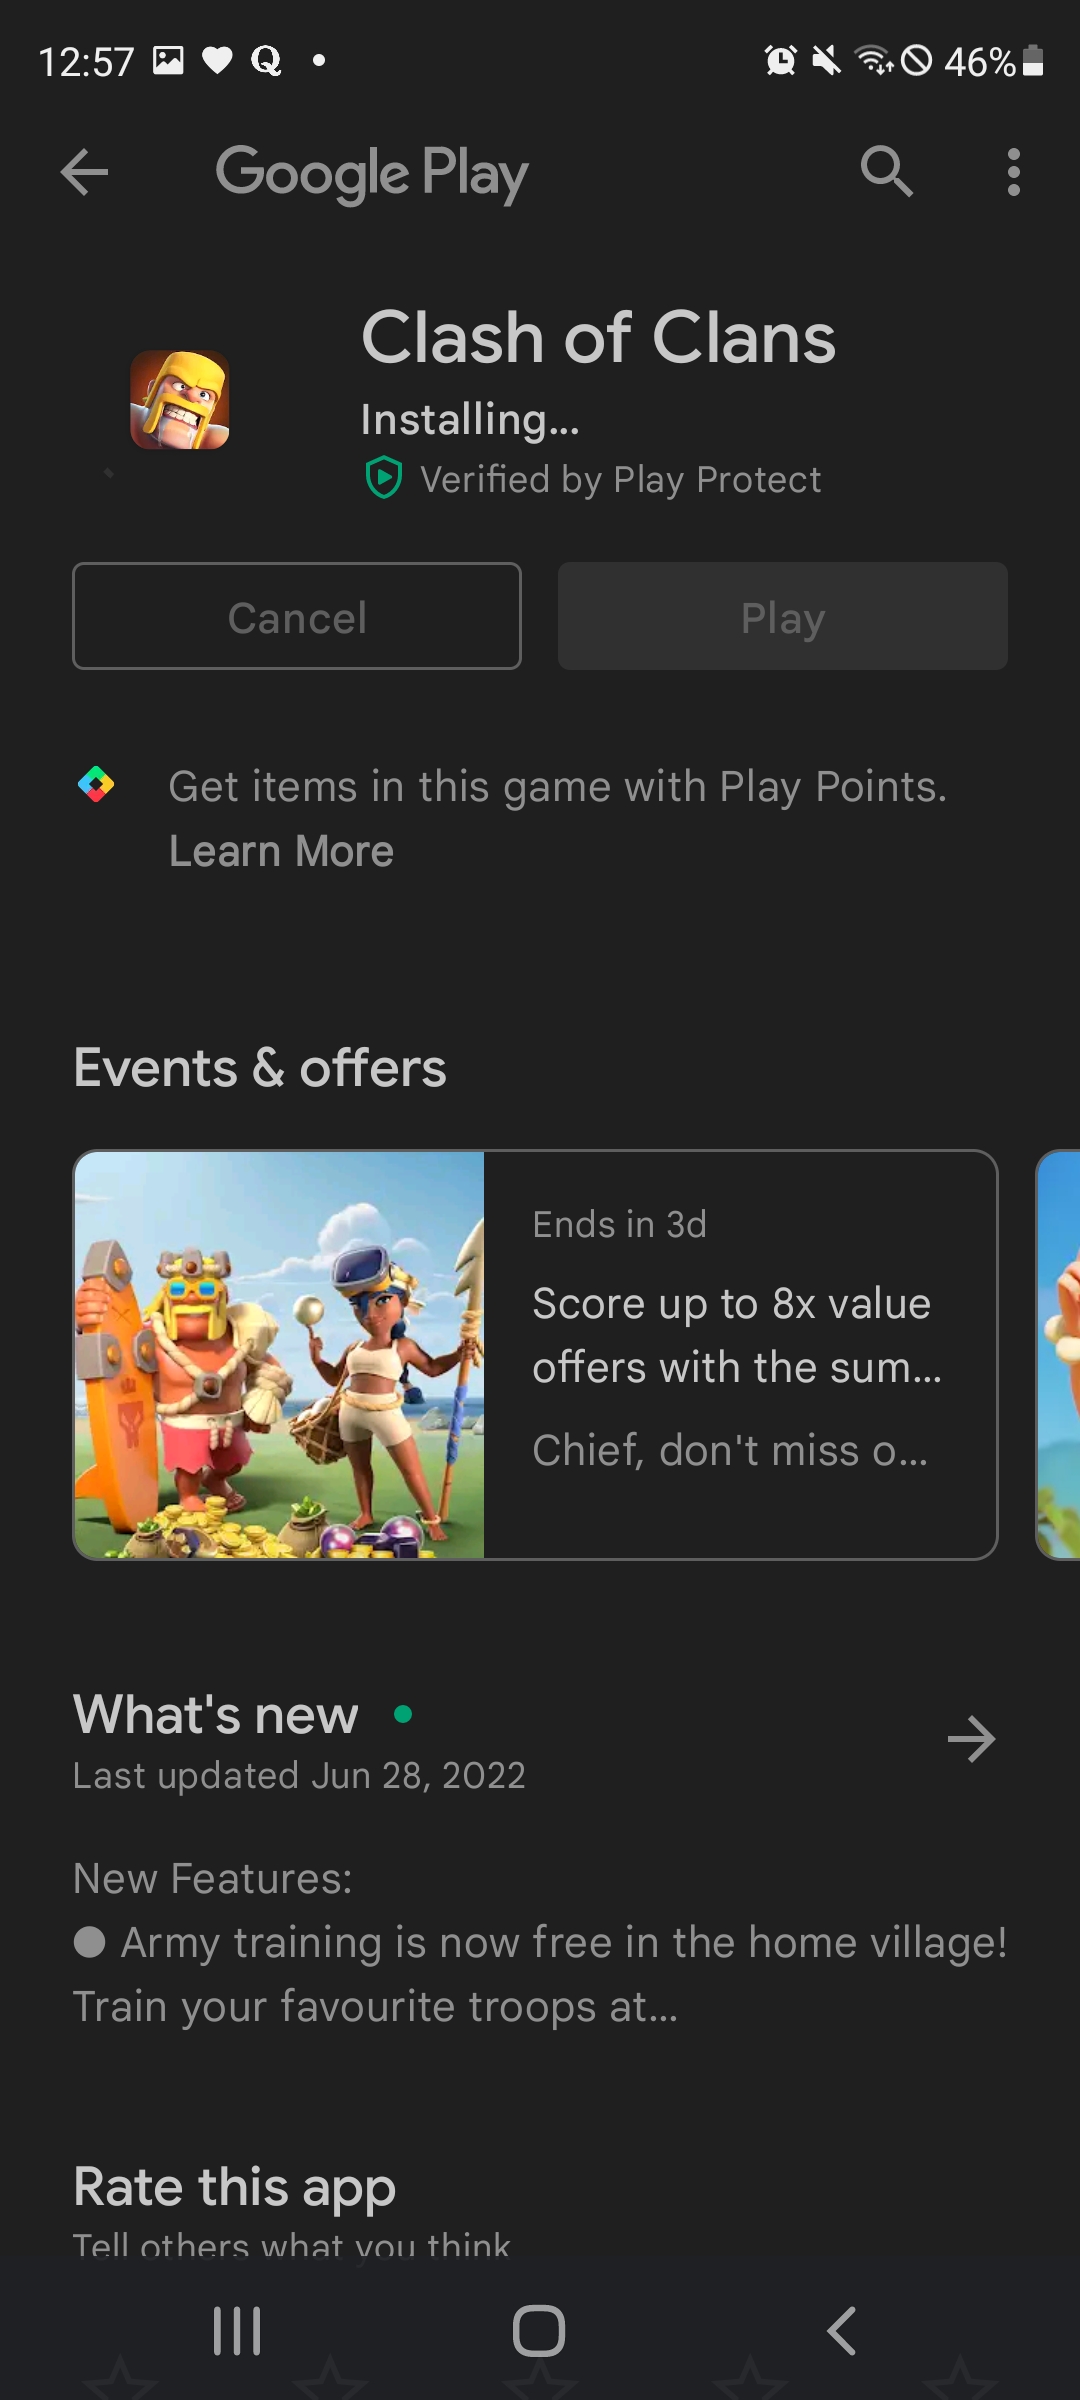 12:57
46%
Google Play
Clash of Clans
Installing...
Verified by Play Protect
Cancel
Play
Get items in this game with Play Points.
Learn More
Events & offers
Ends in 3d
Score up to 8x value
offers with the sum...
Chief, don't miss o...
What's new
Last updated Jun 28, 2022
New Features:
● Army training is now free in the home village!
Train your favourite troops at...
Rate this app
Tell others what you think